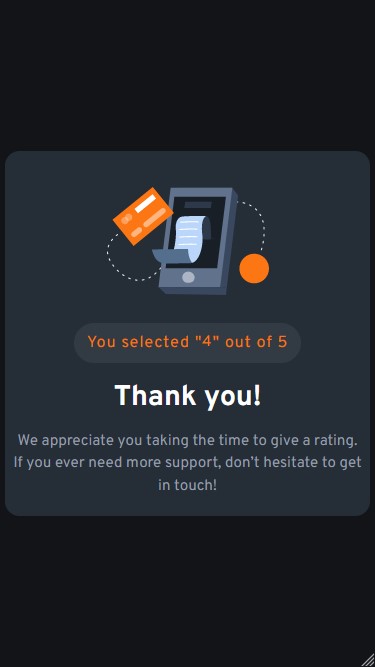 You selected "4" out of 5
Thank you!
We appreciate you taking the time to give a rating.
If you ever need more support, don’t hesitate to get
in touch!